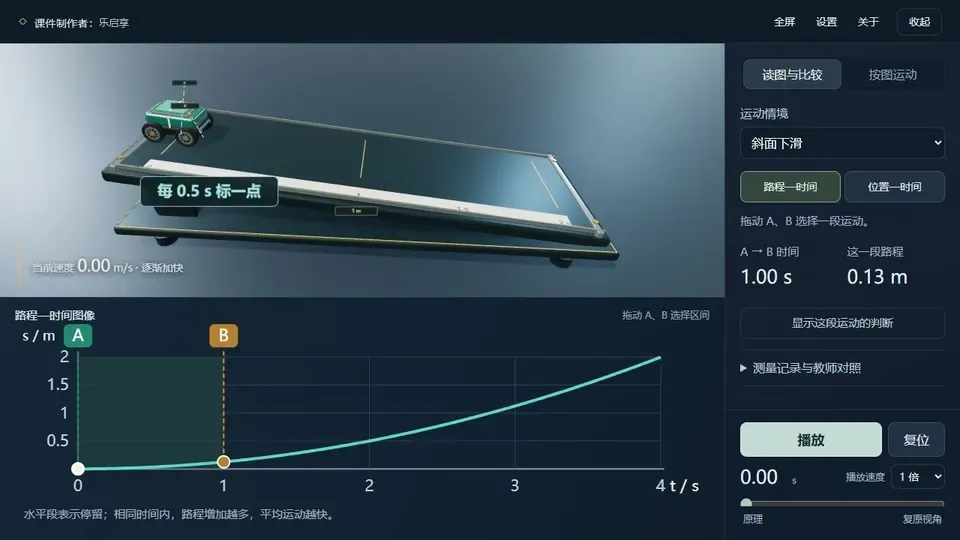 课件制作者：乐启享
全屏 设置 关于 收起
每 0.5 s 标一点
1 m
1.5
当前速度 0.00 m/s · 逐渐加快
路程—时间图像
拖动 A、B 选择区间
s / m A B
2
1.5
1
0.5
0 1 2 3 4 t / s
水平段表示停留；相同时间内，路程增加越多，平均运动越快。
读图与比较 按图运动
运动情境
斜面下滑
路程—时间 位置—时间
拖动 A、B 选择一段运动。
A → B 时间 这一段路程
1.00 s 0.13 m
显示这段运动的判断
▶ 测量记录与教师对照
播放 复位
0.00 s 播放速度 1 倍
原理 复原视角